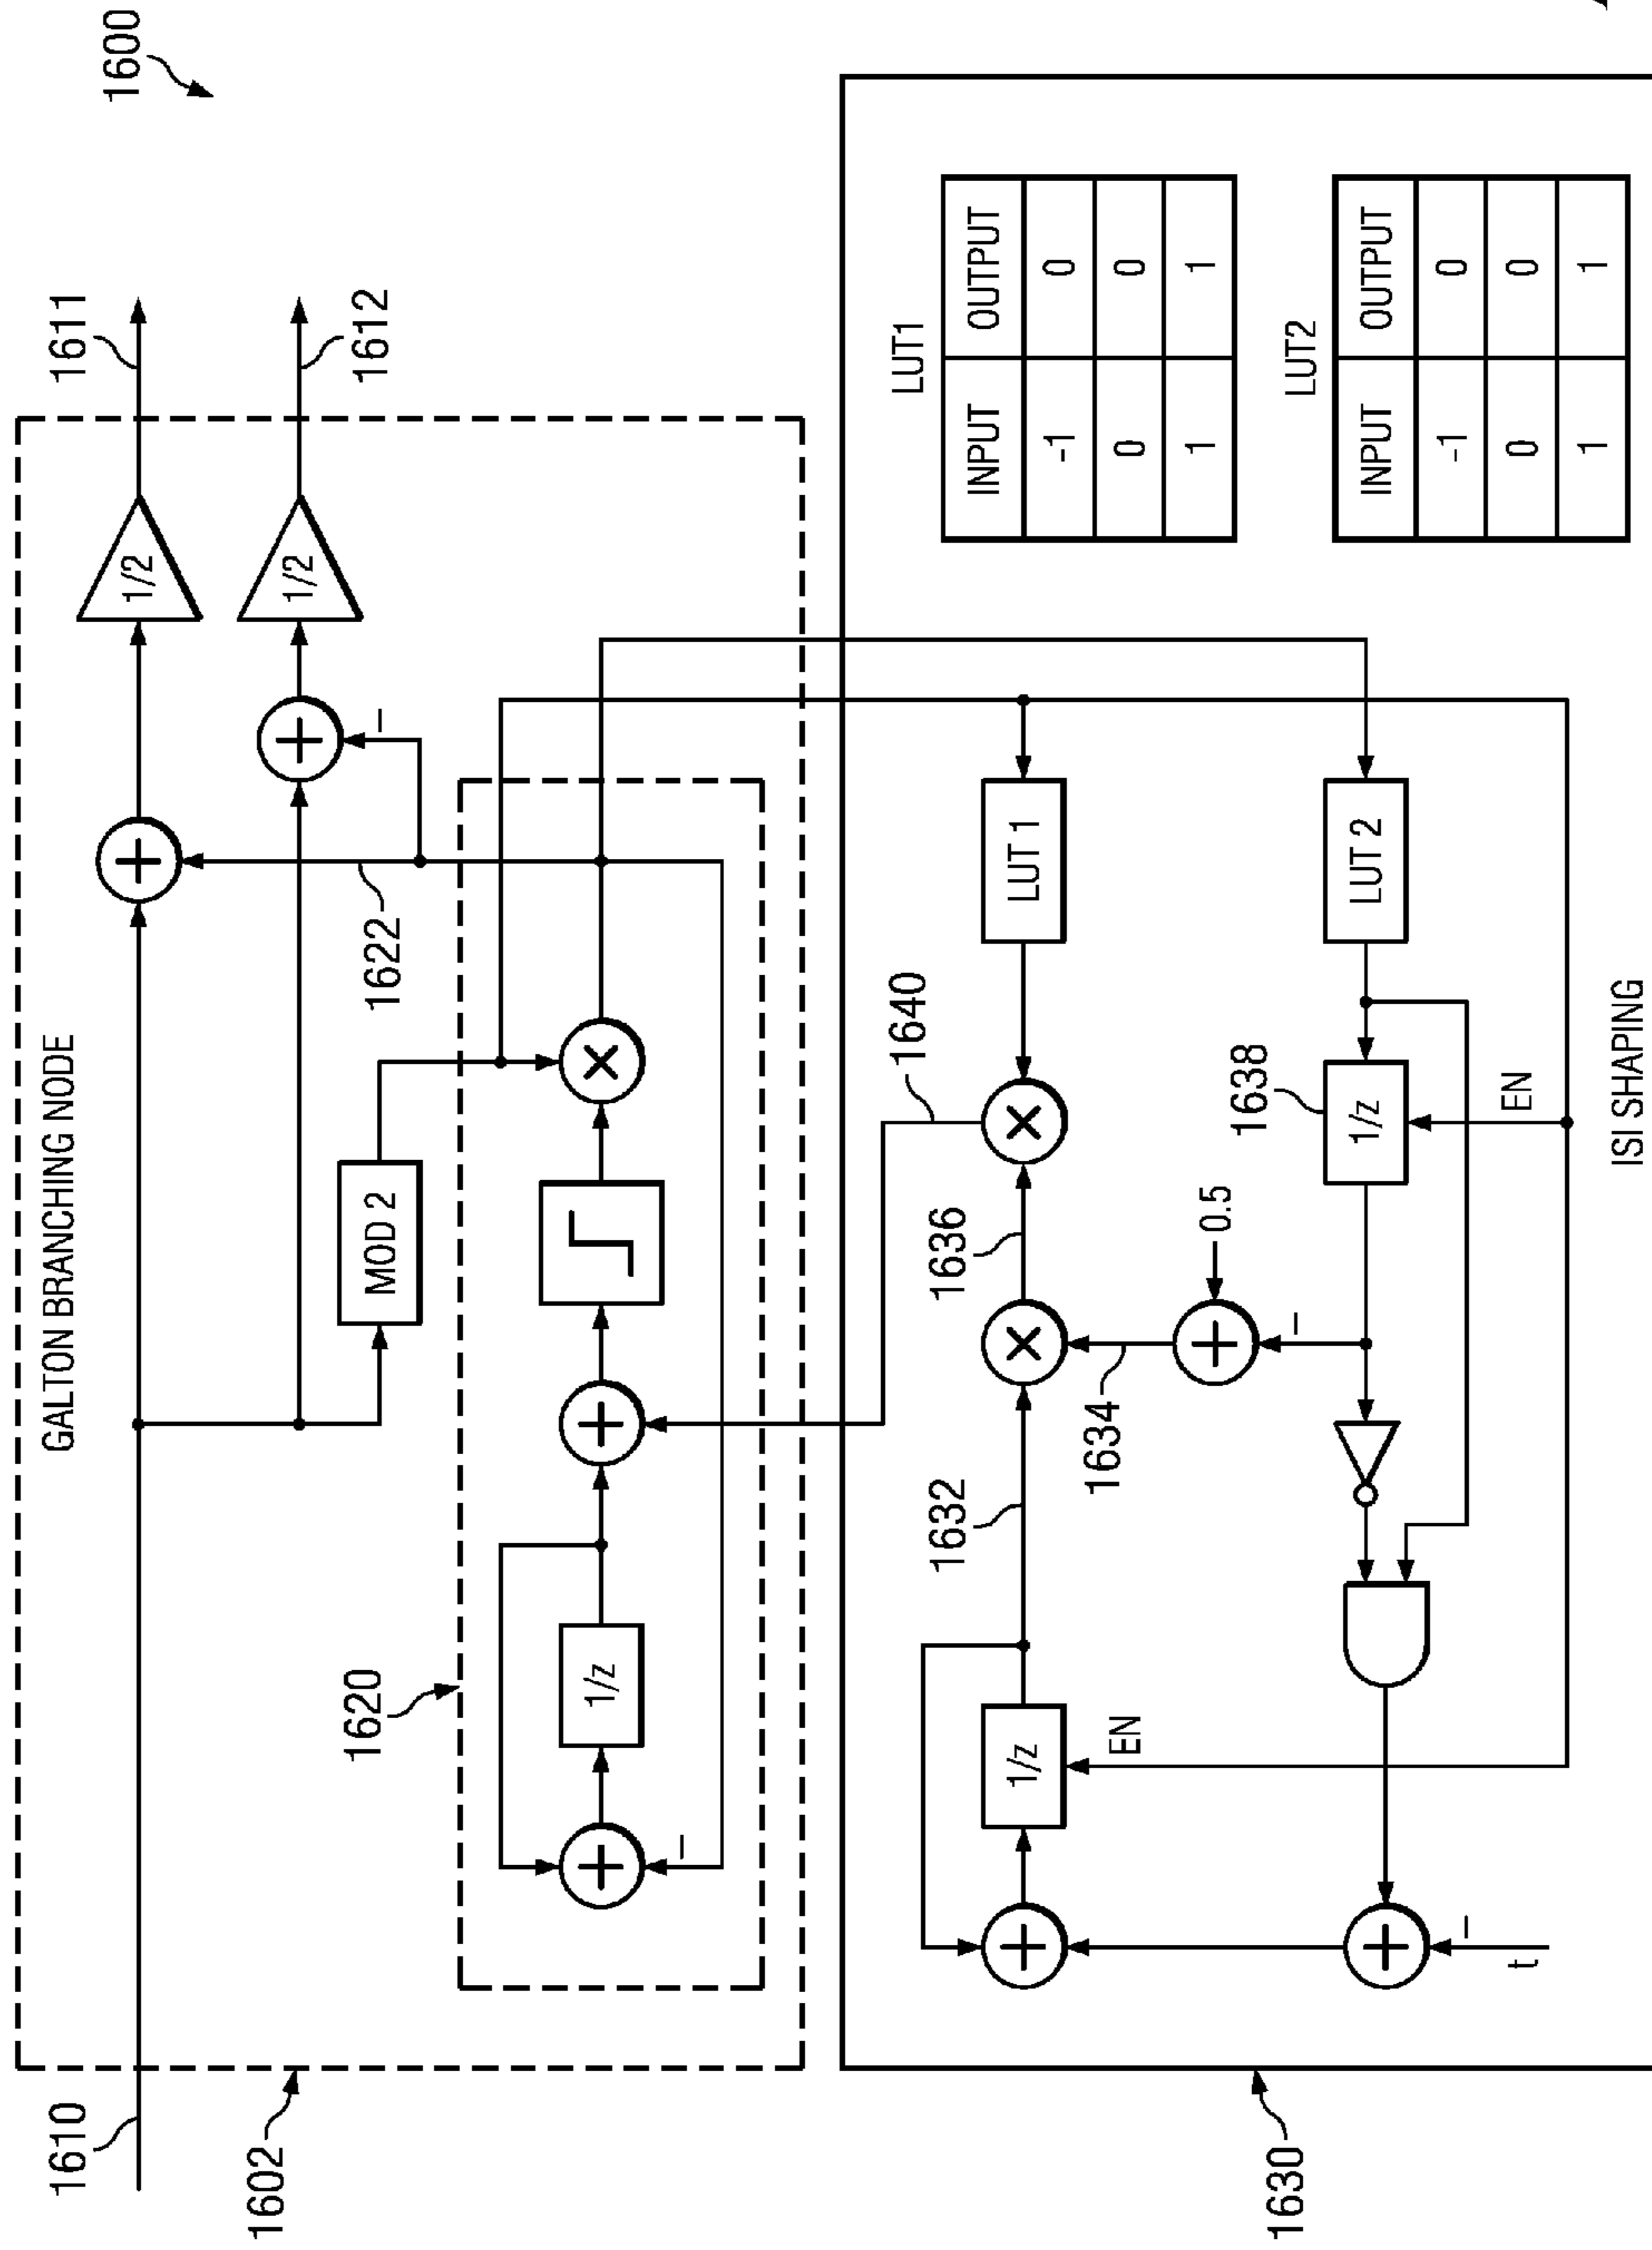 1600
GALTON BRANCHING NODE
1610
1611
1602
1612
+
1/2
+
−
1/2
MOD 2
1622
1620
+
−
1/z
+
×
1630
1632
1636
1640
+
1/z
EN
×
×
LUT 1
1634
+
−
0.5
1638
+
−
t
1/z
EN
LUT 2
ISI SHAPING
LUT1
INPUT OUTPUT
-1 0
0 0
1 1
LUT2
INPUT OUTPUT
-1 0
0 0
1 1